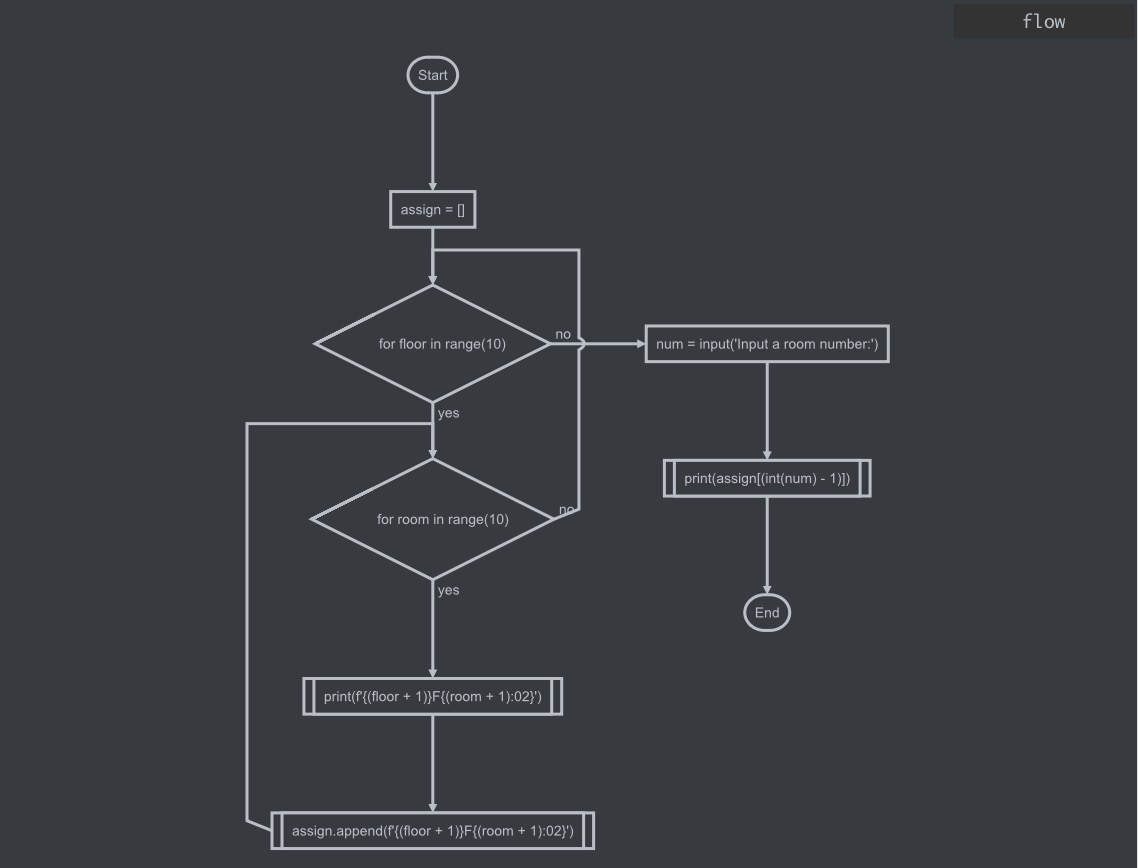 flow
Start
assign = []
for floor in range(10)
no
num = input('Input a room number:')
yes
print(assign[(int(num) - 1)])
for room in range(10)
no
yes
End
print(f'{(floor + 1)}F{(room + 1):02}')
assign.append(f'{(floor + 1)}F{(room + 1):02}')